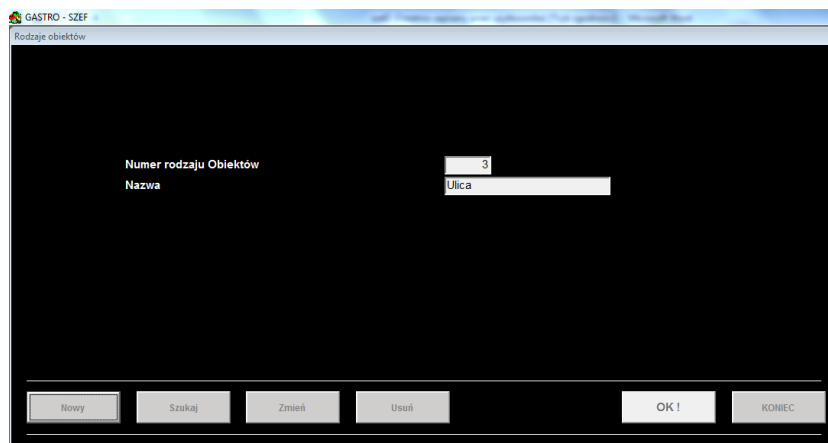 GASTRO - SZEF
Rodzaje obiektów
Numer rodzaju Obiektów 3
Nazwa Ulica
Nowy Szukaj Zmień Usuń OK ! KONIEC